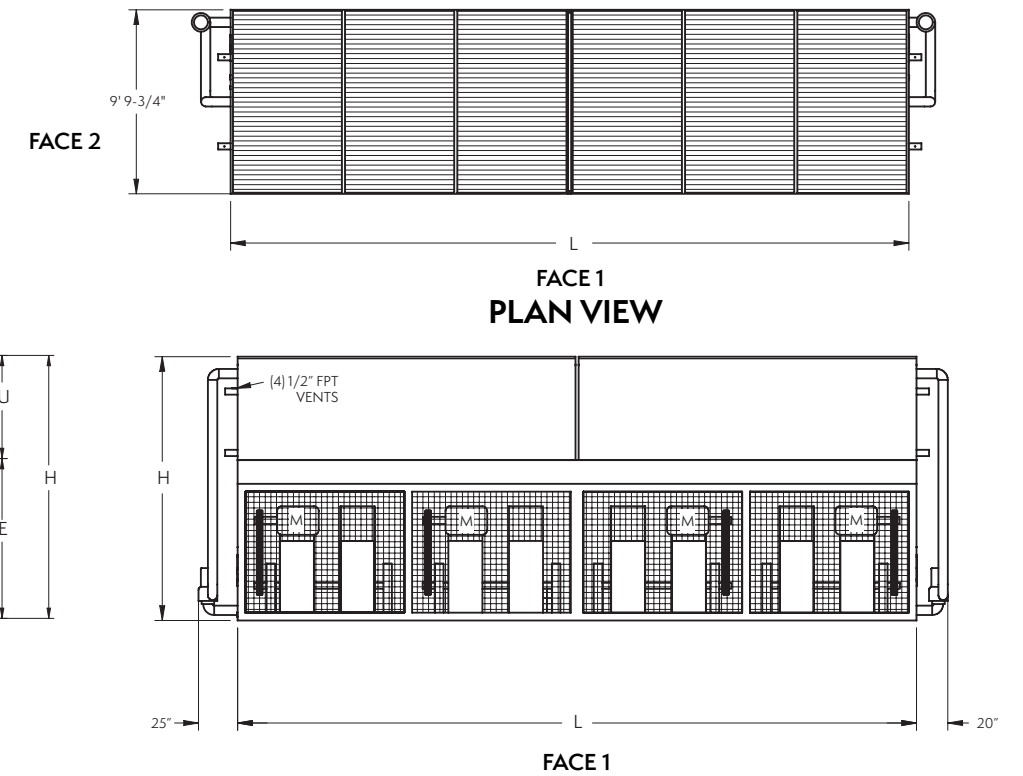 9' 9-3/4"
FACE 2
L
FACE 1
PLAN VIEW
U
H
E
H
(4) 1/2" FPT
VENTS
M
M
M
M
25"
L
20"
FACE 1